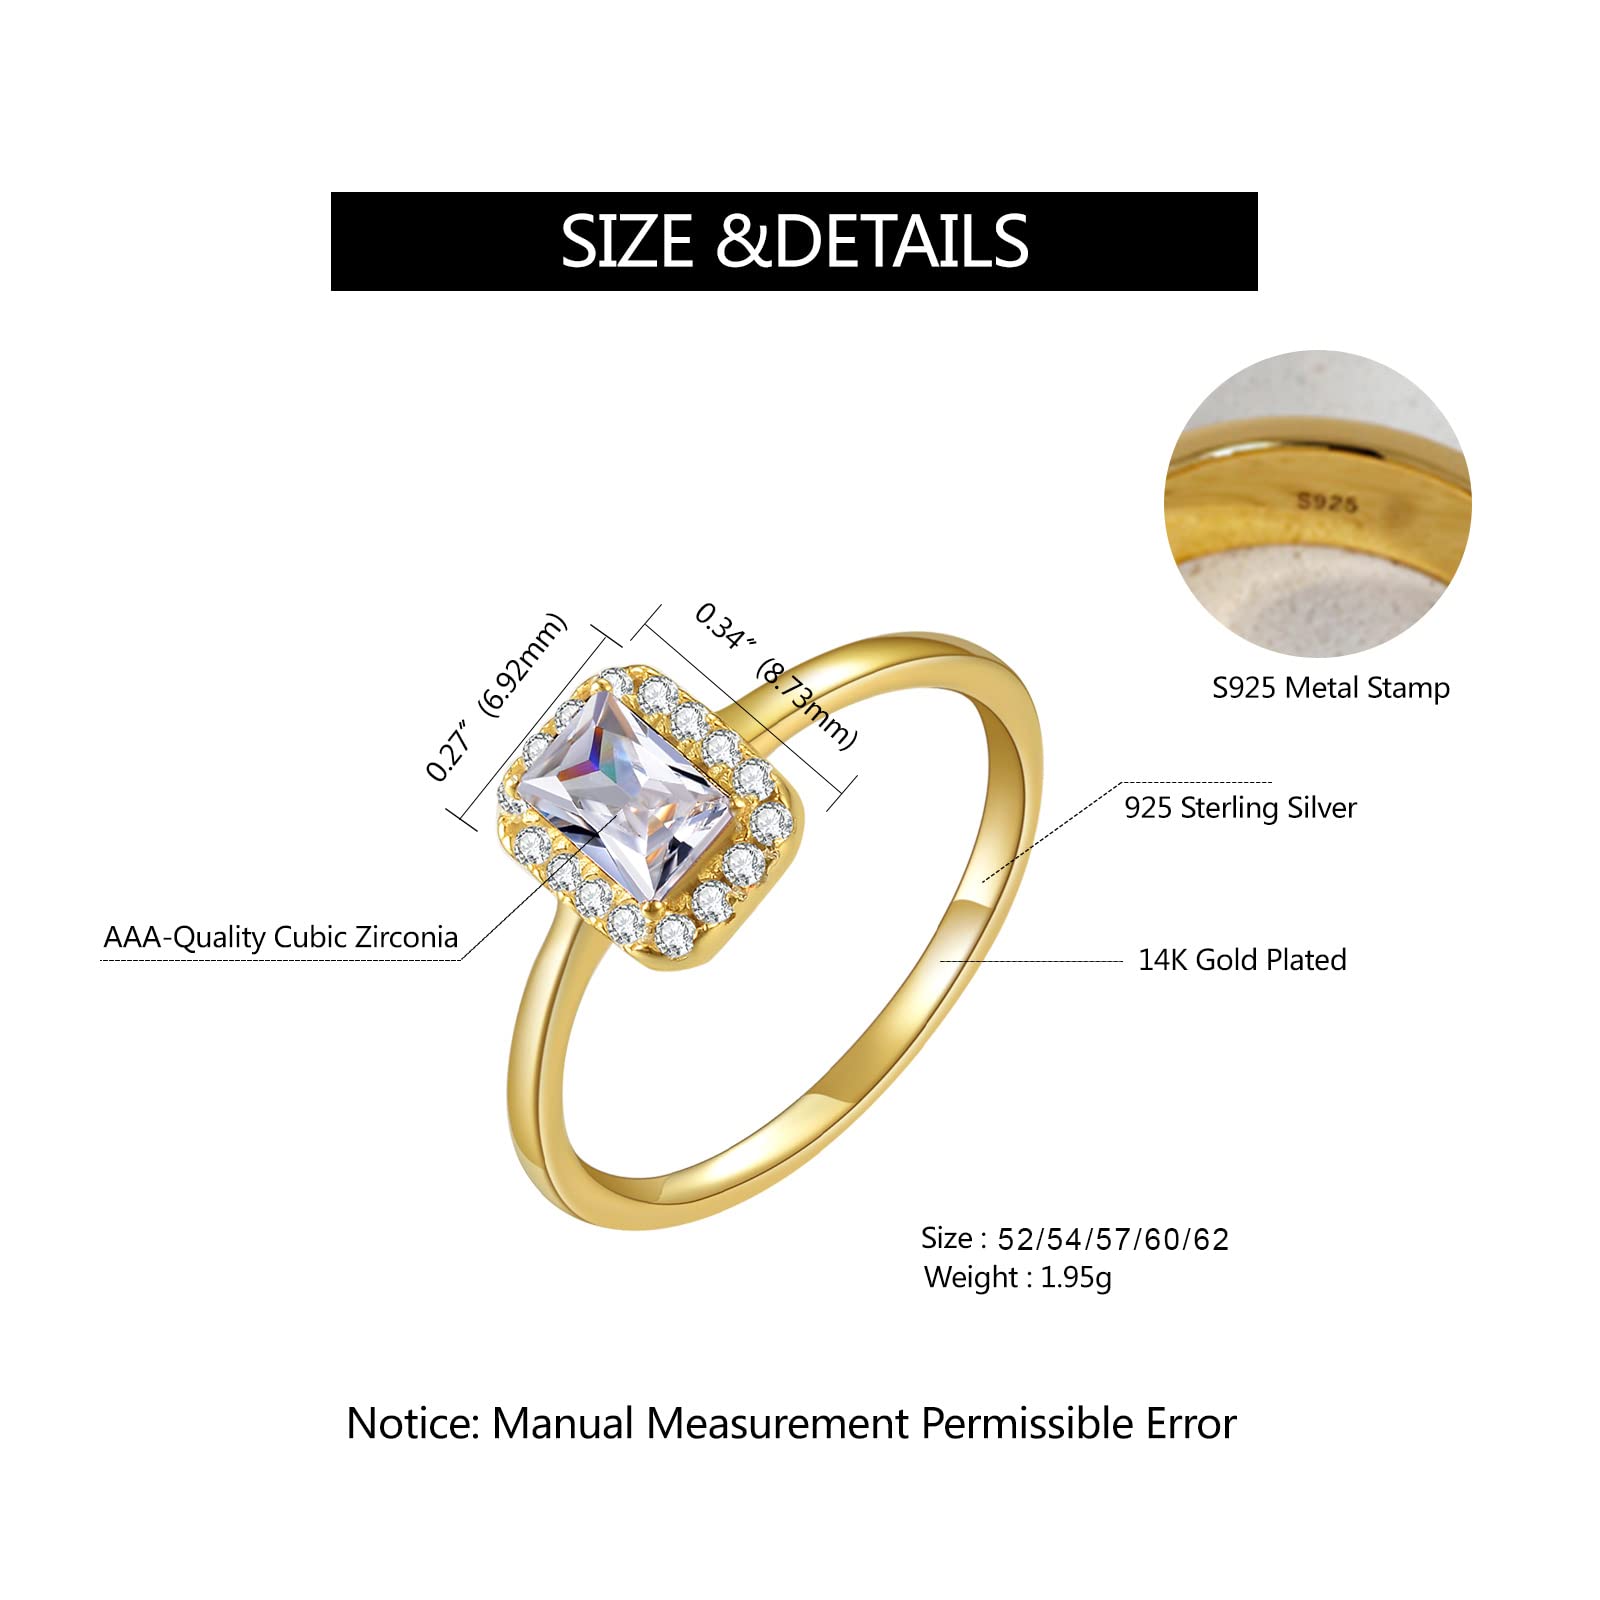 SIZE &DETAILS
S925
S925 Metal Stamp
0.27" (6.92mm)
0.34" (8.73mm)
925 Sterling Silver
AAA-Quality Cubic Zirconia
14K Gold Plated
Size : 52/54/57/60/62
Weight : 1.95g
Notice: Manual Measurement Permissible Error